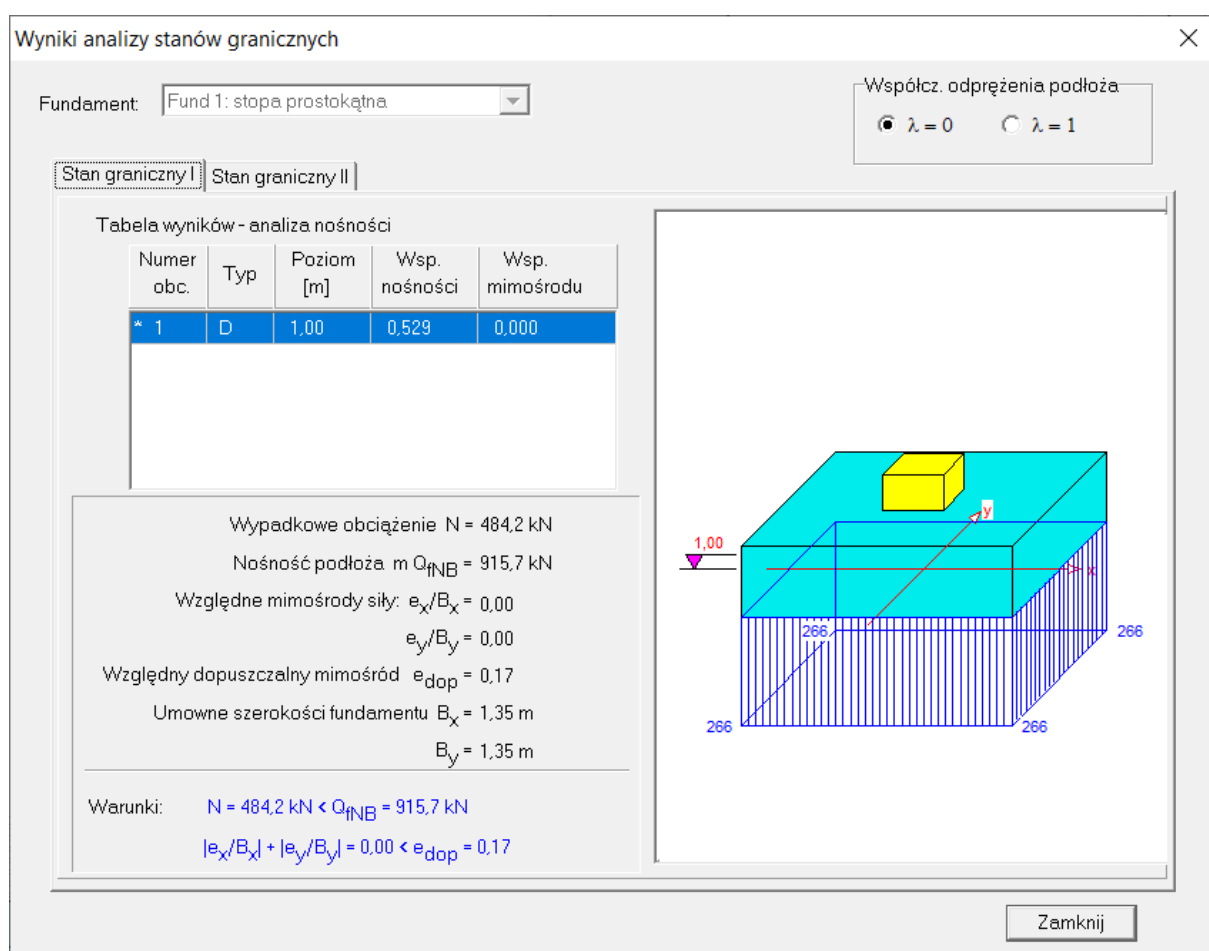 Wyniki analizy stanów granicznych
Fundament: Fund 1: stopa prostokątna
Współcz. odprężenia podłoża
λ = 0 λ = 1
Stan graniczny I Stan graniczny II
Tabela wyników - analiza nośności
Numer obc. Typ Poziom [m] Wsp. nośności Wsp. mimośrodu
* 1 D 1,00 0,529 0,000
Wypadkowe obciążenie N = 484,2 kN
Nośność podłoża m QfNB = 915,7 kN
Względne mimośrody siły: ex/Bx = 0,00
ey/By = 0,00
Względny dopuszczalny mimośród edop = 0,17
Umowne szerokości fundamentu Bx = 1,35 m
By = 1,35 m
Warunki: N = 484,2 kN < QfNB = 915,7 kN
|ex/Bx| + |ey/By| = 0,00 < edop = 0,17
y
1,00
x
266 266
266 266
Zamknij